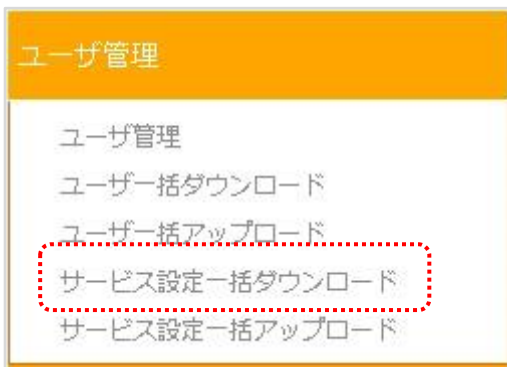 ユーザ管理
ユーザ管理
ユーザ一括ダウンロード
ユーザ一括アップロード
サービス設定一括ダウンロード
サービス設定一括アップロード